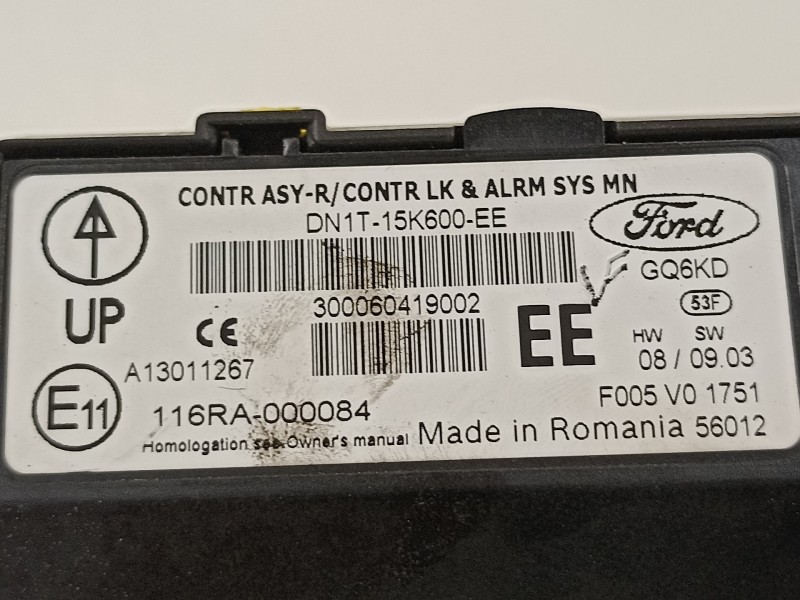 CONTR ASY-R/CONTR LK & ALRM SYS MN
DN1T-15K600-EE
Ford
GQ6KD
UP
CE
300060419002
EE
53F
HW SW
08 / 09.03
A13011267
F005 V0 1751
E11
116RA-000084
Homologation see Owner's manual
Made in Romania 56012